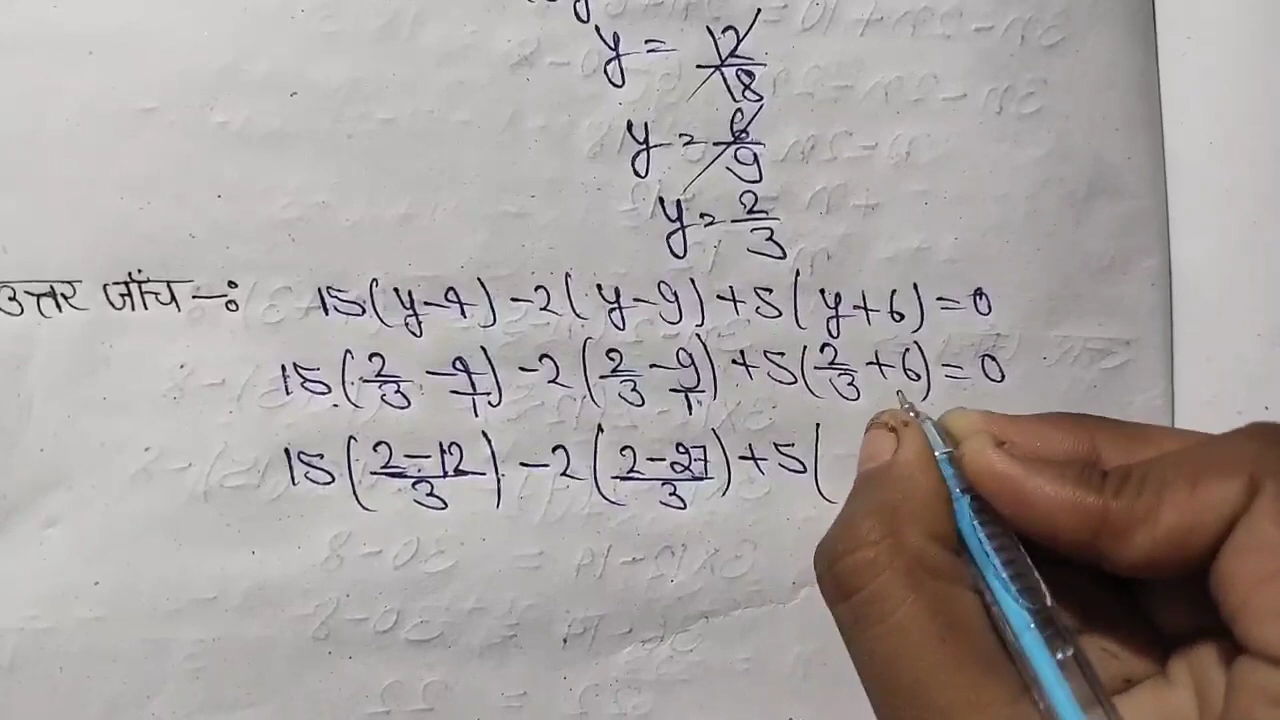 y = 12/18
y = 6/9
y = 2/3
उत्तर जाँच –: 15(y-4) -2(y-9) +5(y+6) = 0
15(2/3 - 4/1) -2(2/3 - 9/1) +5(2/3 +6) = 0
15((2-12)/3) -2((2-27)/3) +5(